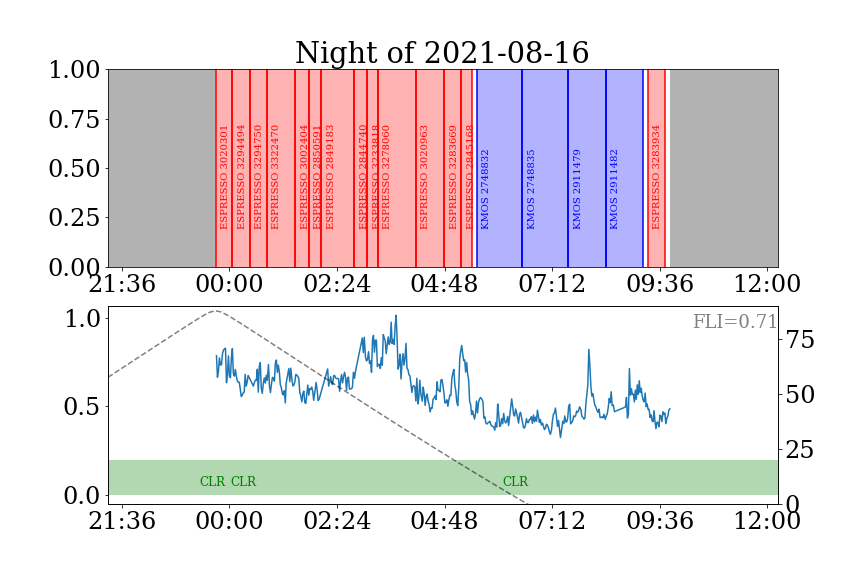 Night of 2021-08-16
1.00
0.75
0.50
0.25
0.00
ESPRESSO 3020301
ESPRESSO 3294494
ESPRESSO 3294750
ESPRESSO 3322470
ESPRESSO 3002404
ESPRESSO 2850591
ESPRESSO 2849183
ESPRESSO 2844740
ESPRESSO 3233818
ESPRESSO 3278060
ESPRESSO 3020963
ESPRESSO 3283669
ESPRESSO 2845168
KMOS 2748832
KMOS 2748835
KMOS 2911479
KMOS 2911482
ESPRESSO 3283934
21:36 00:00 02:24 04:48 07:12 09:36 12:00
1.0
0.5
0.0
FLI=0.71
75
50
25
0
CLR CLR CLR
21:36 00:00 02:24 04:48 07:12 09:36 12:00